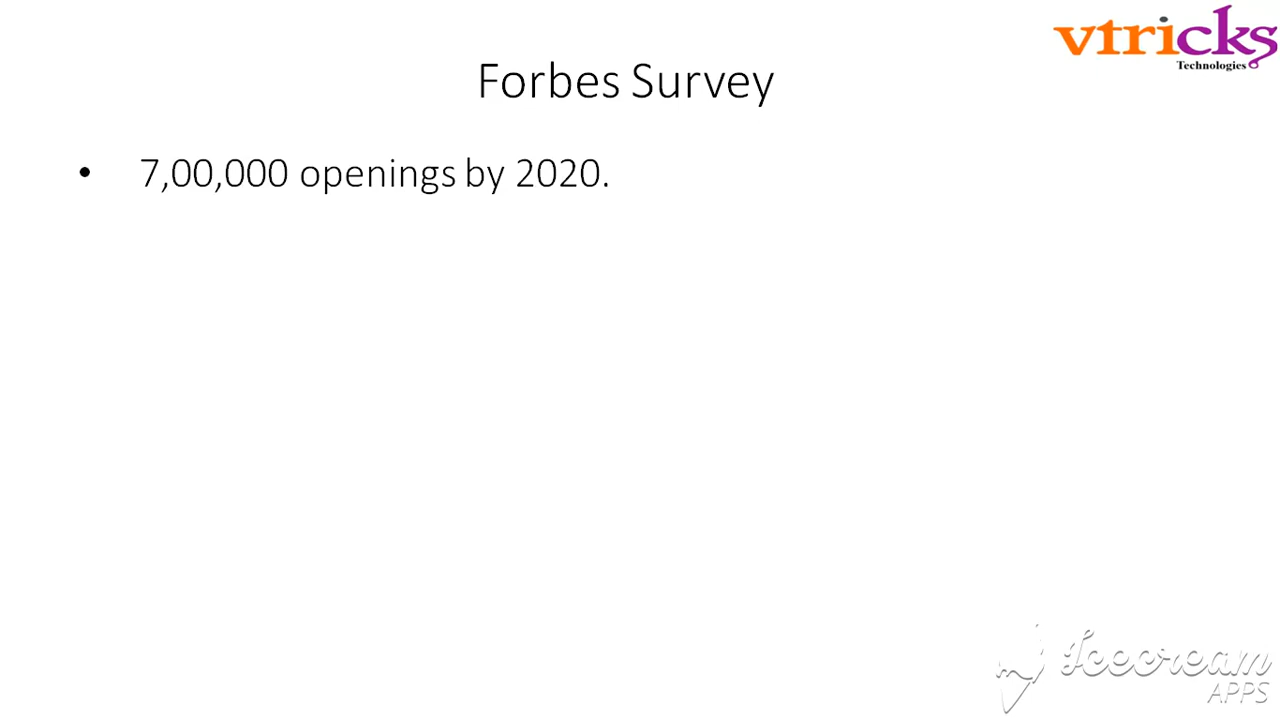 vtricks
Technologies
Forbes Survey
• 7,00,000 openings by 2020.
Icecream
APPS